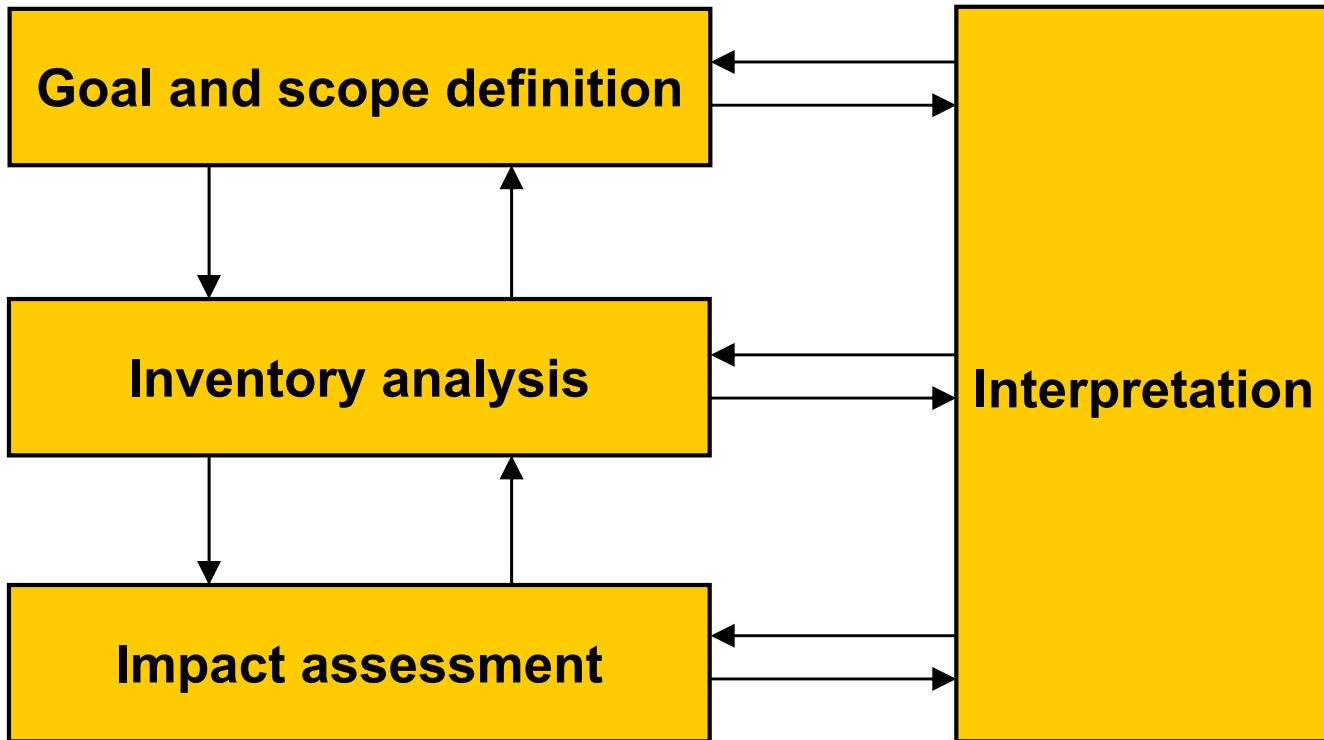 Goal and scope definition
Inventory analysis
Interpretation
Impact assessment